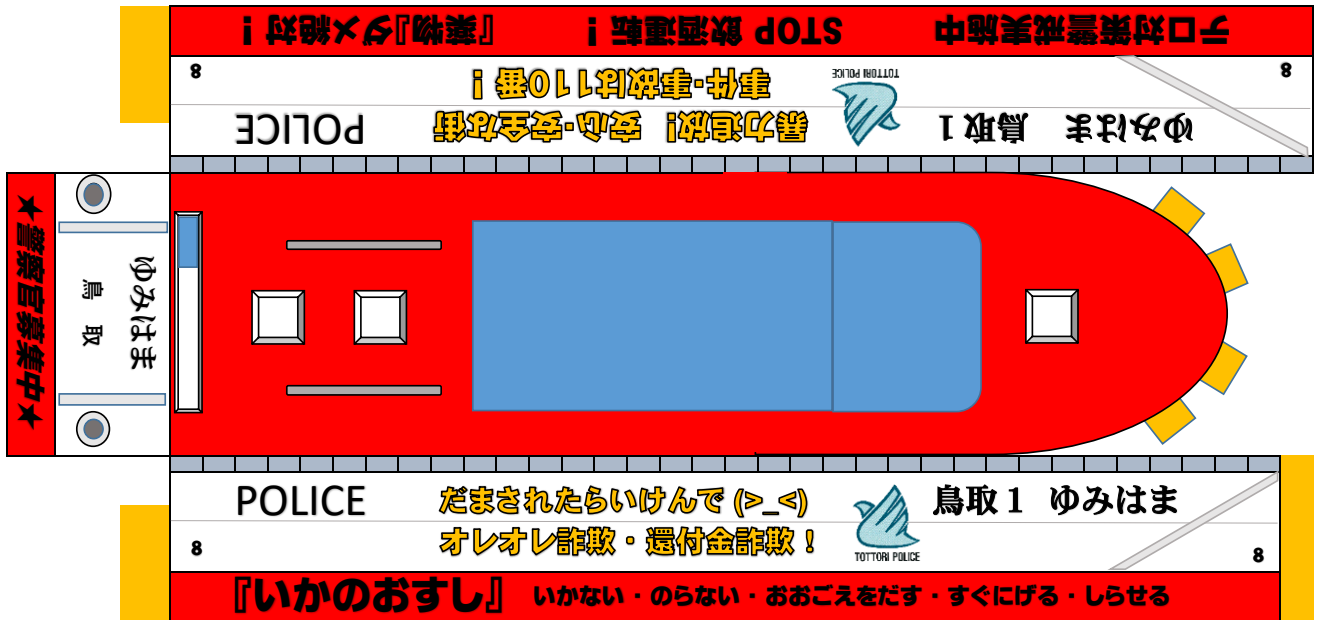 テロ対策警戒実施中 STOP 飲酒運転！ 『薬物』ダメ絶対！
8 TOTTORI POLICE 事件・事故は110番！ 8
ゆみはま 鳥取1 暴力追放！ 安心・安全な街 POLICE
★警察官募集中★
鳥取
ゆみはま
POLICE だまされたらいけんで (>_<) 鳥取1 ゆみはま
8 オレオレ詐欺・還付金詐欺！ TOTTORI POLICE 8
『いかのおすし』 いかない・のらない・おおごえをだす・すぐにげる・しらせる